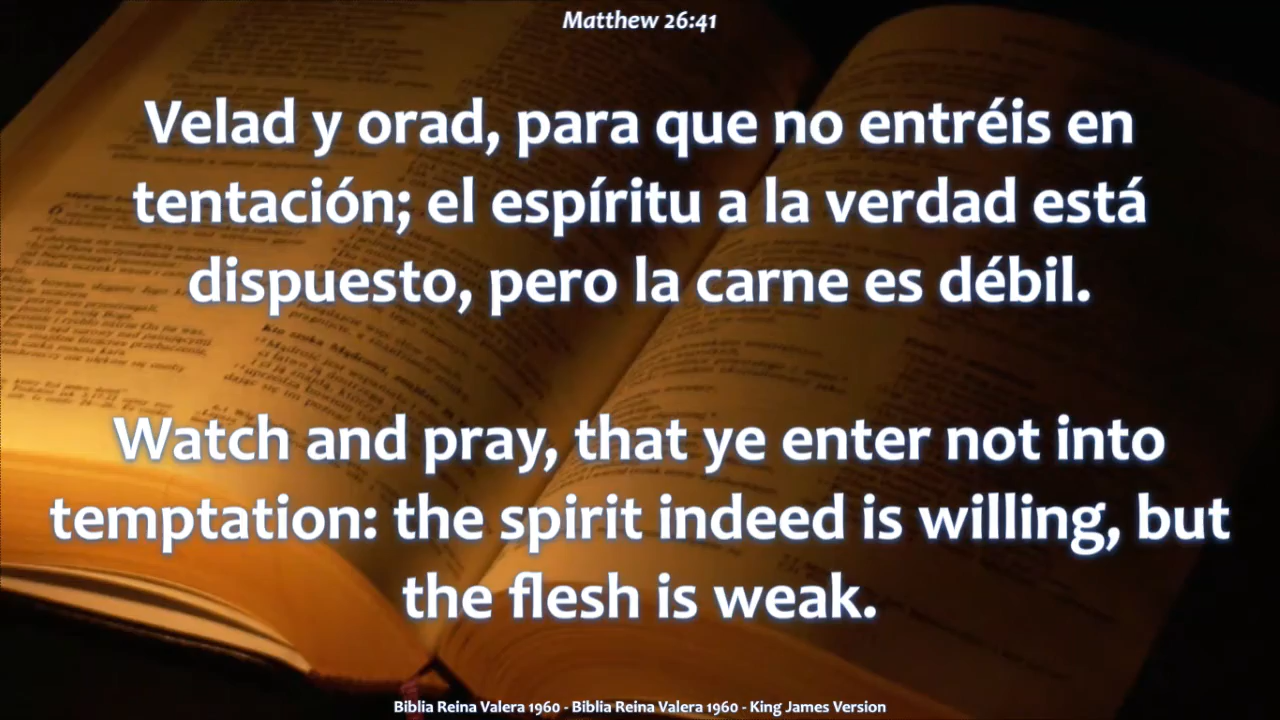 Matthew 26:41
Velad y orad, para que no entréis en
tentación; el espíritu a la verdad está
dispuesto, pero la carne es débil.
Watch and pray, that ye enter not into
temptation: the spirit indeed is willing, but
the flesh is weak.
Biblia Reina Valera 1960 - Biblia Reina Valera 1960 - King James Version